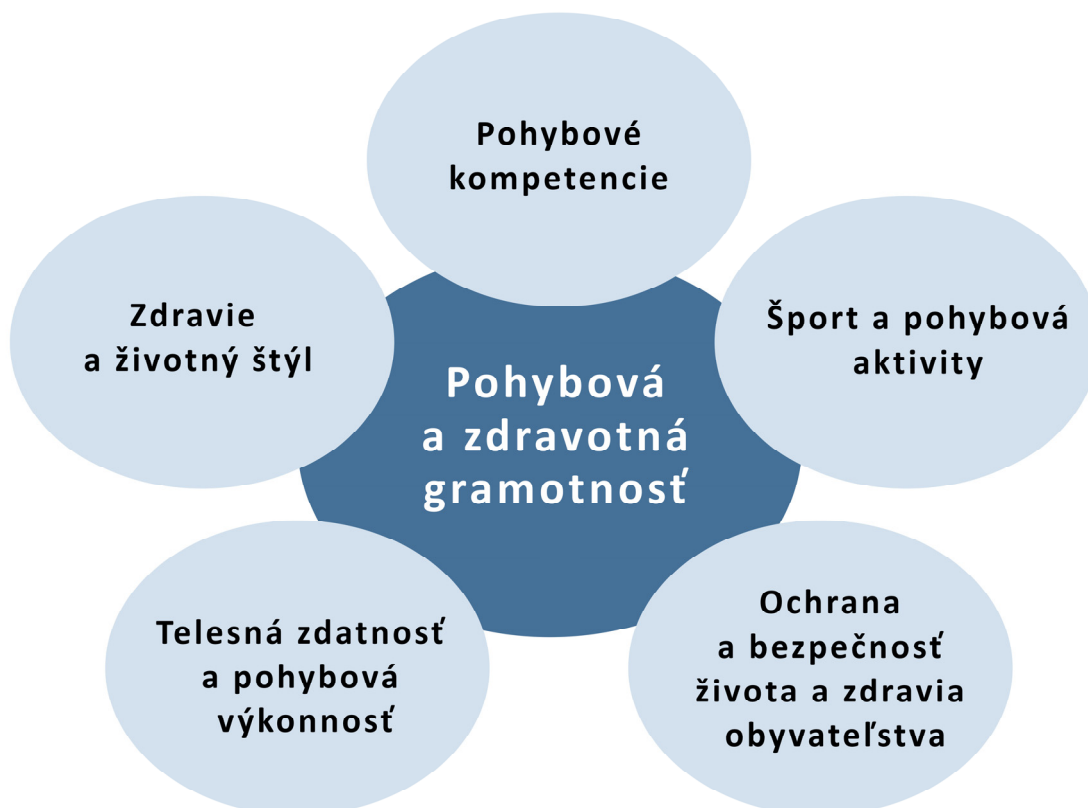 Pohybové
kompetencie
Zdravie
a životný štýl
Šport a pohybová
aktivity
Pohybová
a zdravotná
gramotnosť
Telesná zdatnosť
a pohybová
výkonnosť
Ochrana
a bezpečnosť
života a zdravia
obyvateľstva